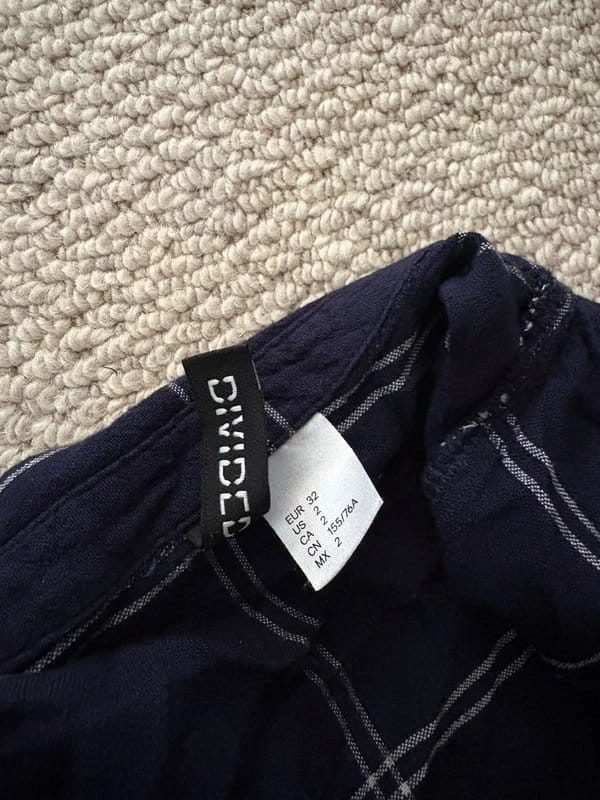 DIVIDED
EUR 32
US 2
CA 2
CN 155/76A
MX 2